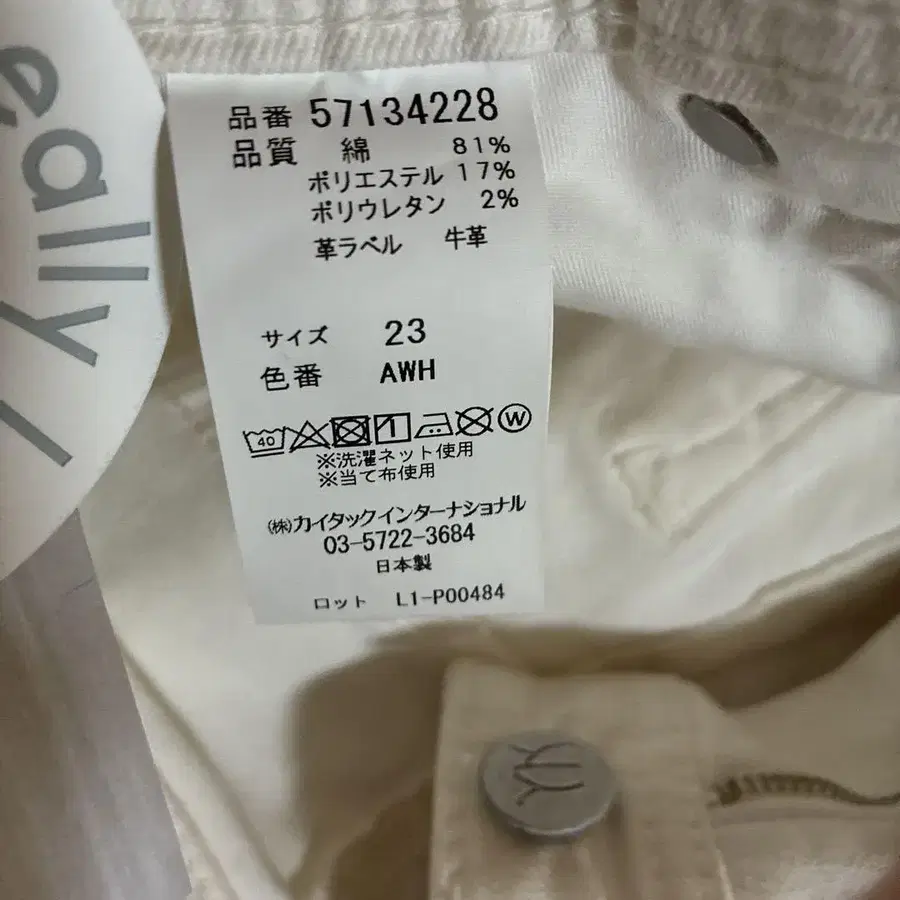 eally
品番 57134228
品質 綿 81%
ポリエステル 17%
ポリウレタン 2%
革ラベル 牛革
サイズ 23
色番 AWH
40 1 W
※洗濯ネット使用
※当て布使用
㈱カイタックインターナショナル
03-5722-3684
日本製
ロット L1-P00484